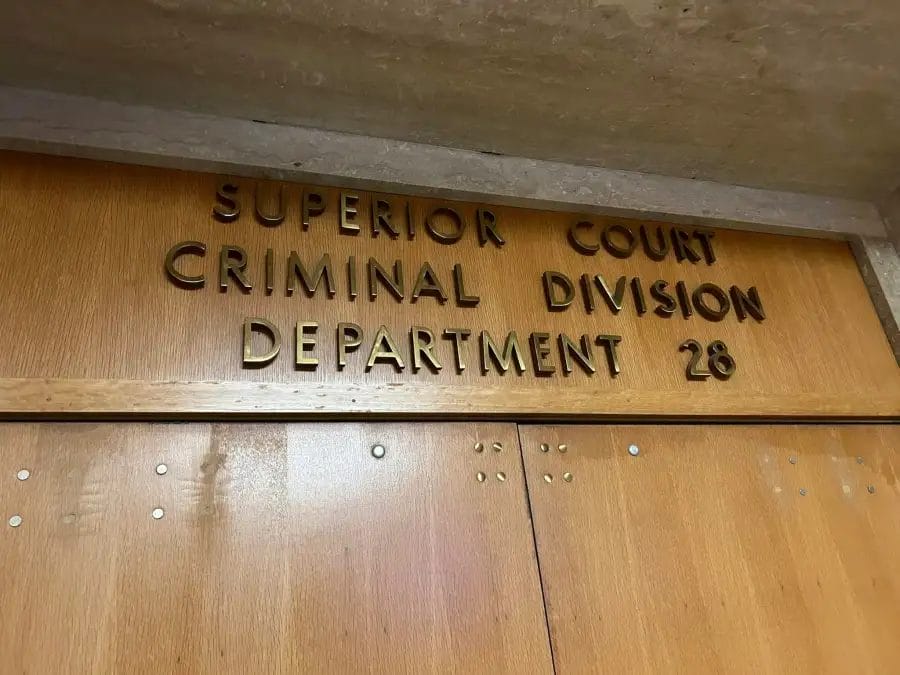 SUPERIOR COURT
CRIMINAL DIVISION
DEPARTMENT 28